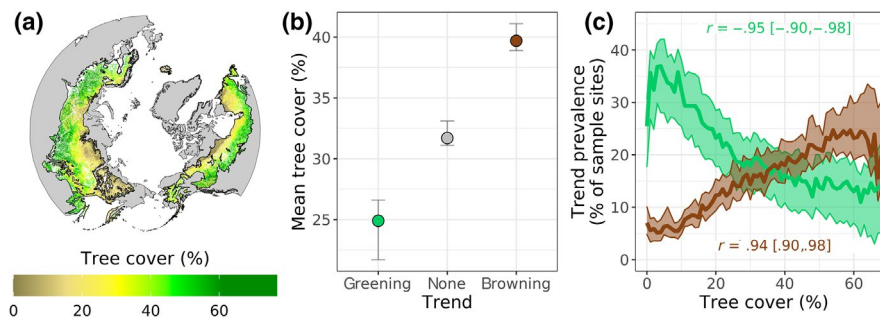 (a)
Tree cover (%)
0 20 40 60
(b)
Mean tree cover (%)
40
35
30
25
Greening None Browning
Trend
(c)
Trend prevalence
(% of sample sites)
40
30
20
10
0
r = −.95 [−.90,−.98]
r = .94 [.90,.98]
0 20 40 60
Tree cover (%)